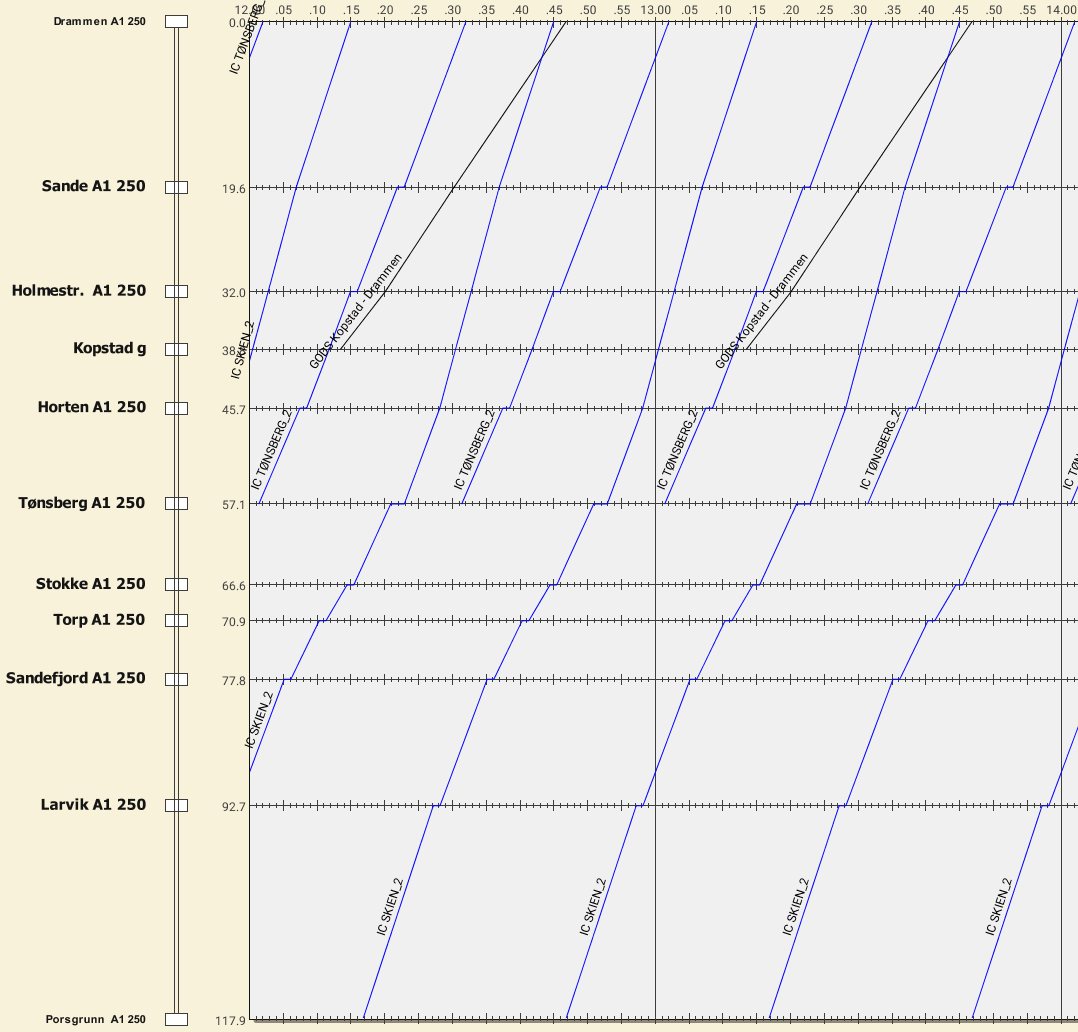 12.00 .05 .10 .15 .20 .25 .30 .35 .40 .45 .50 .55 13.00 .05 .10 .15 .20 .25 .30 .35 .40 .45 .50 .55 14.00
Drammen A1 250 0.0
IC TØNSBERG
Sande A1 250 19.6
GODS Kopstad - Drammen GODS Kopstad - Drammen
Holmestr. A1 250 32.0
IC SKIEN_2
Kopstad g 38
Horten A1 250 45.7
IC TØNSBERG_2 IC TØNSBERG_2 IC TØNSBERG_2 IC TØNSBERG_2 IC TØN
Tønsberg A1 250 57.1
Stokke A1 250 66.6
Torp A1 250 70.9
Sandefjord A1 250 77.8
IC SKIEN_2
Larvik A1 250 92.7
IC SKIEN_2 IC SKIEN_2 IC SKIEN_2 IC SKIEN_2
Porsgrunn A1 250 117.9